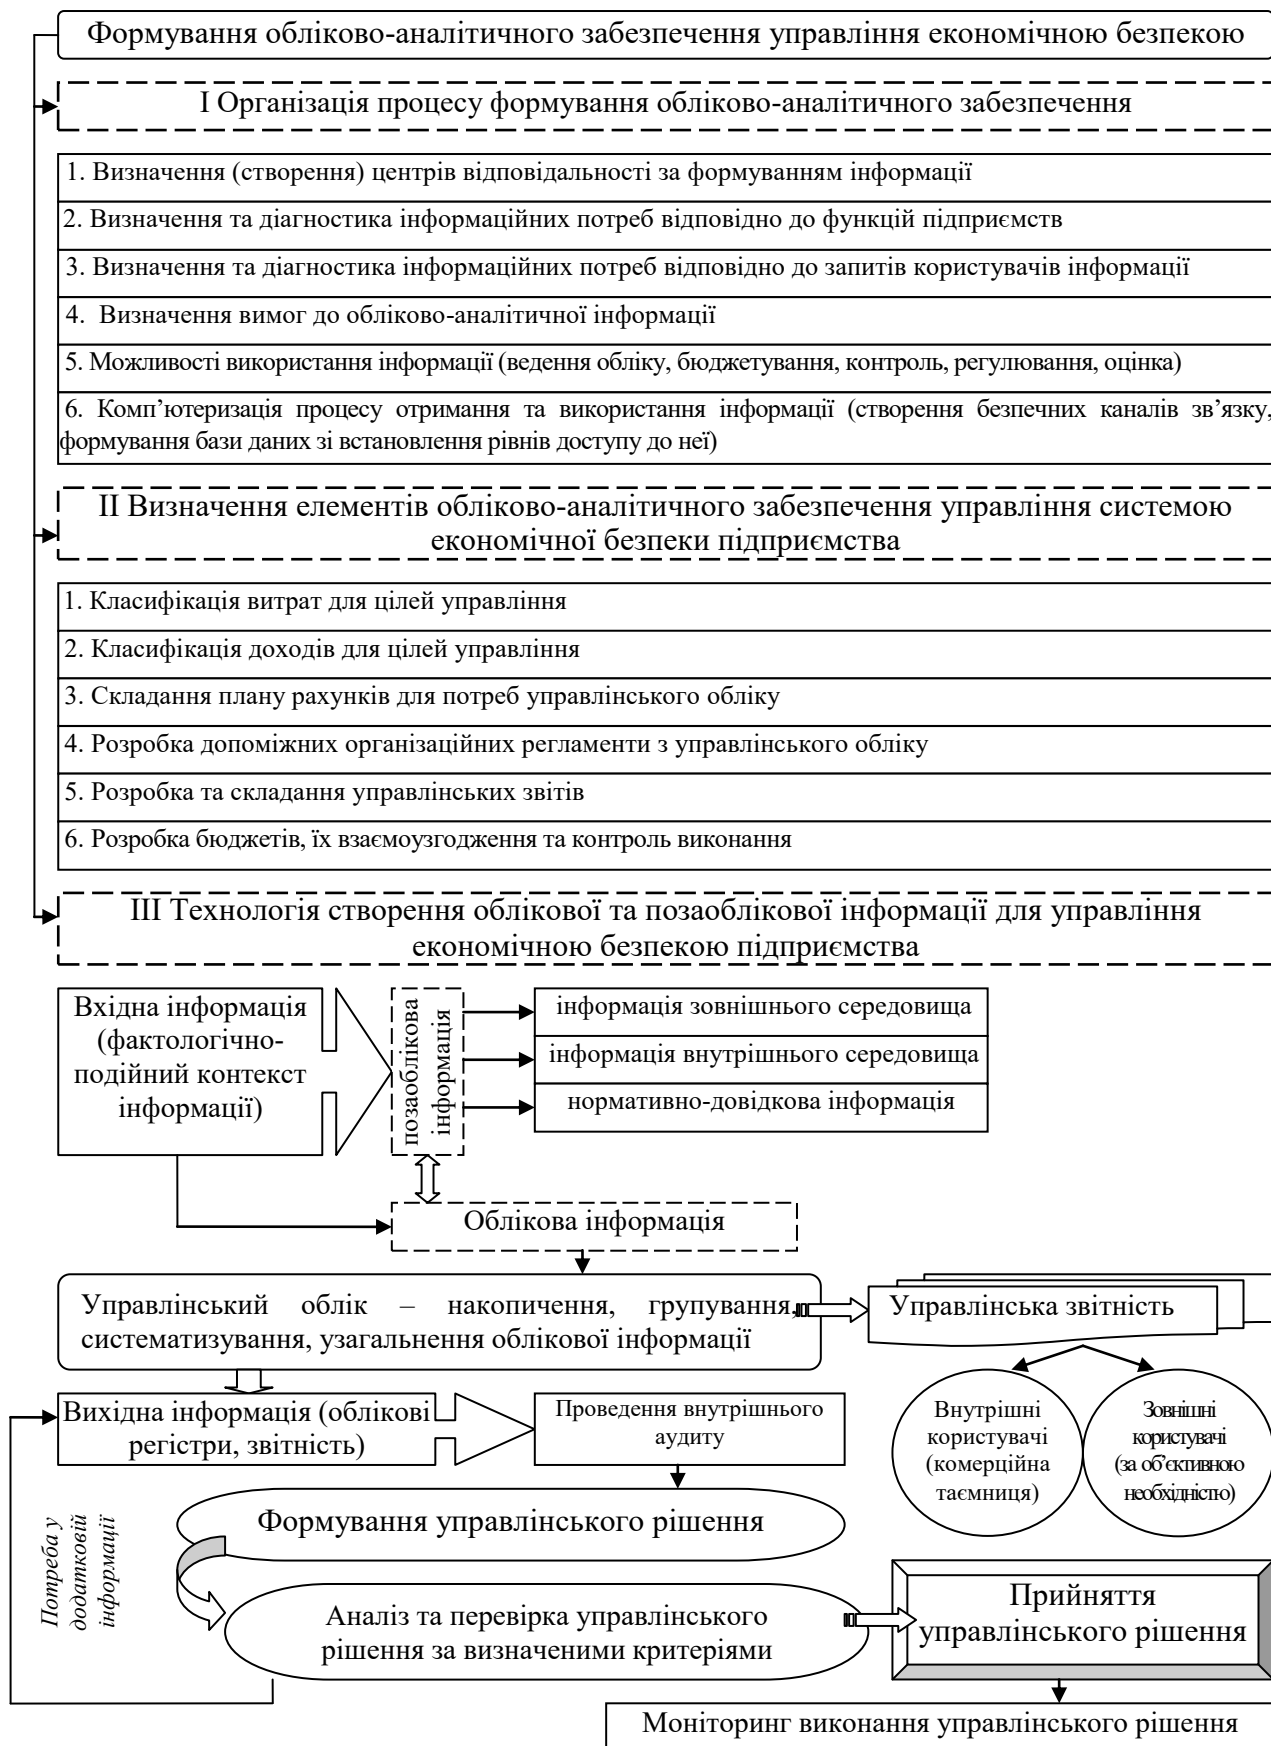 Формування обліково-аналітичного забезпечення управління економічною безпекою
І Організація процесу формування обліково-аналітичного забезпечення
1. Визначення (створення) центрів відповідальності за формуванням інформації
2. Визначення та діагностика інформаційних потреб відповідно до функцій підприємств
3. Визначення та діагностика інформаційних потреб відповідно до запитів користувачів інформації
4. Визначення вимог до обліково-аналітичної інформації
5. Можливості використання інформації (ведення обліку, бюджетування, контроль, регулювання, оцінка)
6. Комп’ютеризація процесу отримання та використання інформації (створення безпечних каналів зв’язку,
формування бази даних зі встановлення рівнів доступу до неї)
ІІ Визначення елементів обліково-аналітичного забезпечення управління системою
економічної безпеки підприємства
1. Класифікація витрат для цілей управління
2. Класифікація доходів для цілей управління
3. Складання плану рахунків для потреб управлінського обліку
4. Розробка допоміжних організаційних регламенти з управлінського обліку
5. Розробка та складання управлінських звітів
6. Розробка бюджетів, їх взаємоузгодження та контроль виконання
ІІІ Технологія створення облікової та позаоблікової інформації для управління
економічною безпекою підприємства
Вхідна інформація
(фактологічно-
подійний контекст
інформації)
позаоблікова
інформація
інформація зовнішнього середовища
інформація внутрішнього середовища
нормативно-довідкова інформація
Облікова інформація
Управлінський облік – накопичення, групування,
систематизування, узагальнення облікової інформації
Управлінська звітність
Вихідна інформація (облікові
регістри, звітність)
Проведення внутрішнього
аудиту
Внутрішні
користувачі
(комерційна
таємниця)
Зовнішні
користувачі
(за об’єктивною
необхідністю)
Формування управлінського рішення
Потреба у
додатковій
інформації
Аналіз та перевірка управлінського
рішення за визначеними критеріями
Прийняття
управлінського рішення
Моніторинг виконання управлінського рішення